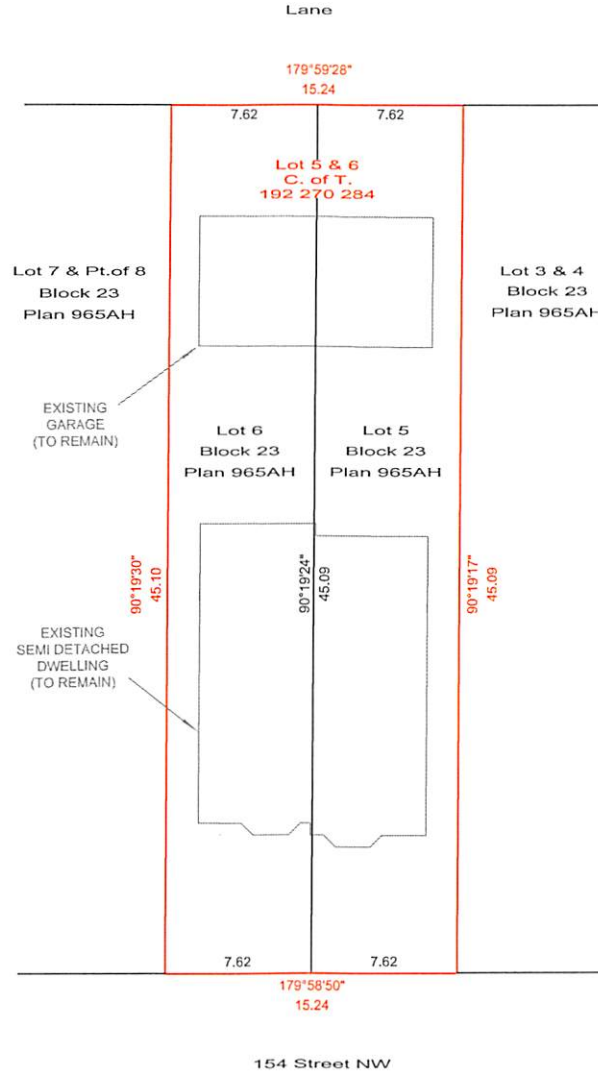 Lane
179°59'28"
15.24
7.62
7.62
Lot 5 & 6
C. of T.
192 270 284
Lot 7 & Pt.of 8
Block 23
Plan 965AH
Lot 3 & 4
Block 23
Plan 965AH
EXISTING
GARAGE
(TO REMAIN)
Lot 6
Block 23
Plan 965AH
Lot 5
Block 23
Plan 965AH
90°19'30"
45.10
90°19'24"
45.09
90°19'17"
45.09
EXISTING
SEMI DETACHED
DWELLING
(TO REMAIN)
7.62
7.62
179°58'50"
15.24
154 Street NW